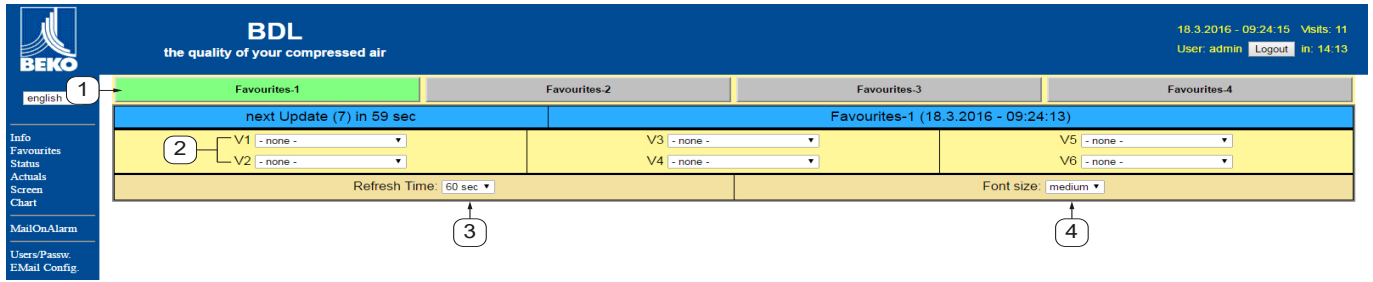 BEKO
BDL
the quality of your compressed air
18.3.2016 - 09:24:15 Visits: 11
User: admin Logout in: 14:13
english
1
Favourites-1 Favourites-2 Favourites-3 Favourites-4
next Update (7) in 59 sec Favourites-1 (18.3.2016 - 09:24:13)
2
V1 - none - V3 - none - V5 - none -
V2 - none - V4 - none - V6 - none -
Refresh Time: 60 sec Font size: medium
3 4
Info
Favourites
Status
Actuals
Screen
Chart
MailOnAlarm
Users/Passw.
EMail Config.